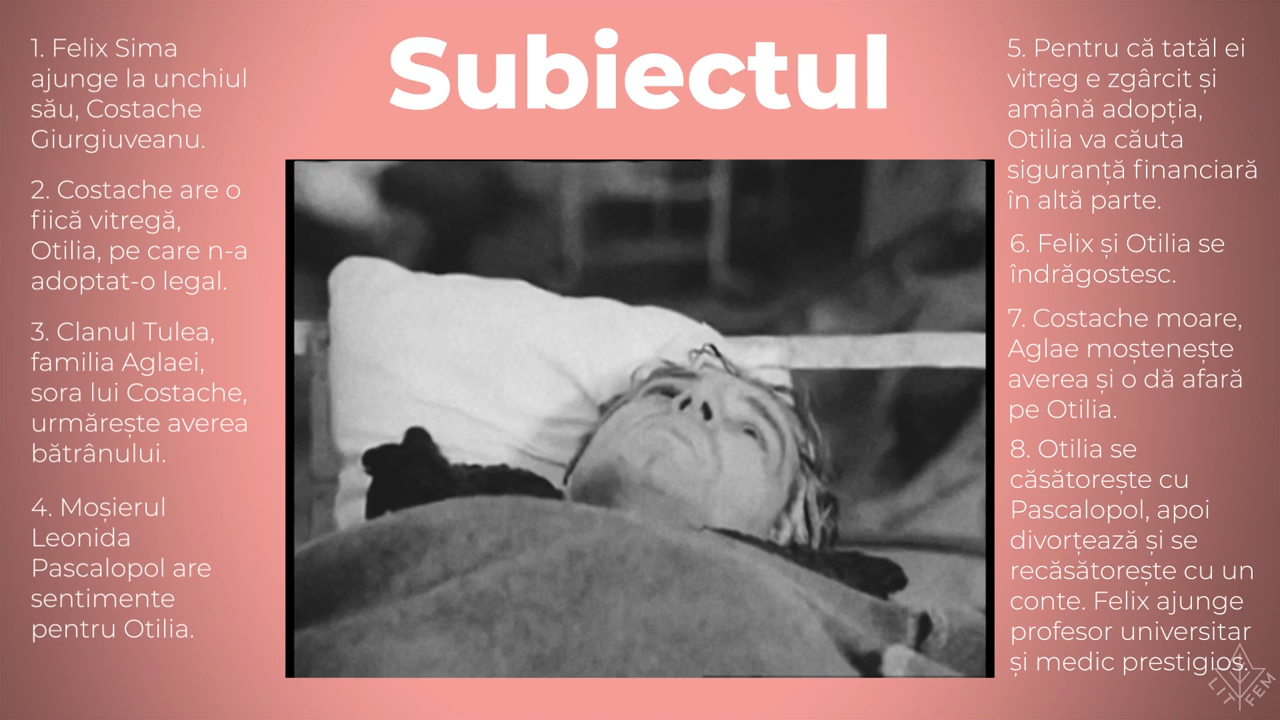 Subiectul
1. Felix Sima
ajunge la unchiul
său, Costache
Giurgiuveanu.
2. Costache are o
fiică vitregă,
Otilia, pe care n-a
adoptat-o legal.
3. Clanul Tulea,
familia Aglaei,
sora lui Costache,
urmărește averea
bătrânului.
4. Moșierul
Leonida
Pascalopol are
sentimente
pentru Otilia.
5. Pentru că tatăl ei
vitreg e zgârcit și
amână adopția,
Otilia va căuta
siguranță financiară
în altă parte.
6. Felix și Otilia se
îndrăgostesc.
7. Costache moare,
Aglae moștenește
averea și o dă afară
pe Otilia.
8. Otilia se
căsătorește cu
Pascalopol, apoi
divorțează și se
recăsătorește cu un
conte. Felix ajunge
profesor universitar
și medic prestigios.
LIT FEM